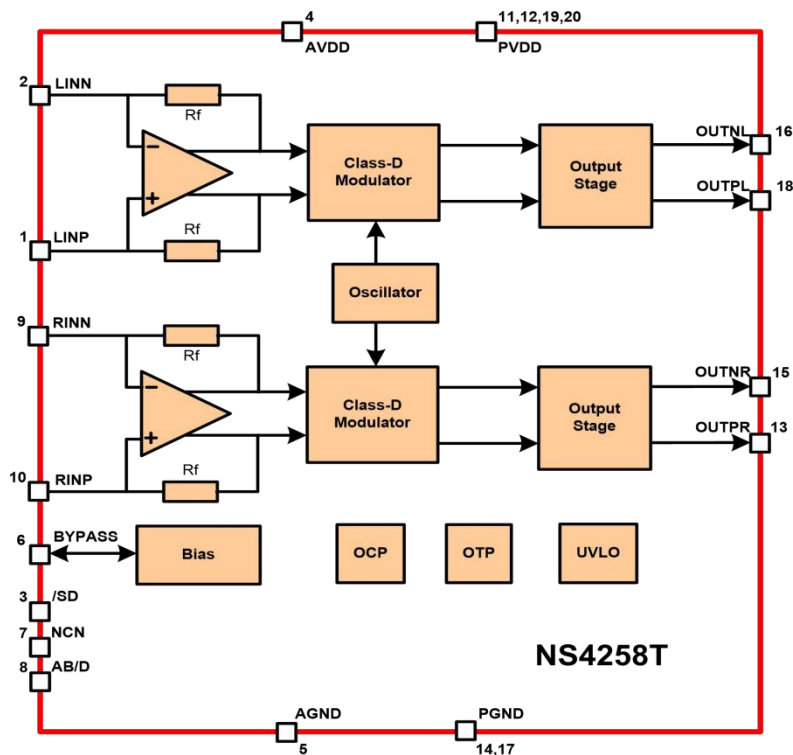 4
11,12,19,20
AVDD
PVDD
2
LINN
Rf
−
+
Class-D
Modulator
Output
Stage
OUTNL
16
OUTPL
18
1
LINP
Rf
Oscillator
9
RINN
Rf
−
+
Class-D
Modulator
Output
Stage
OUTNR
15
OUTPR
13
10
RINP
Rf
6
BYPASS
Bias
OCP
OTP
UVLO
3
/SD
7
NCN
8
AB/D
NS4258T
AGND
PGND
5
14,17